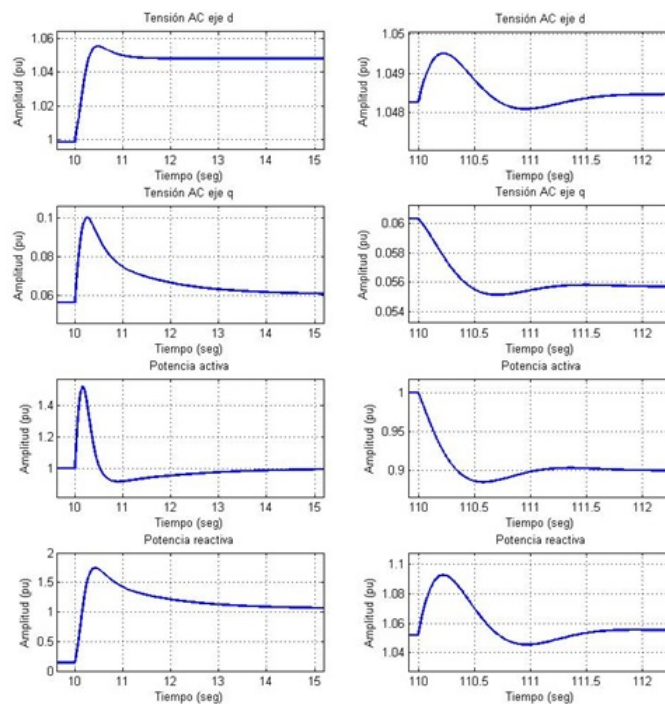 Tensión AC eje d
Amplitud (pu)
1.06
1.04
1.02
1
10 11 12 13 14 15
Tiempo (seg)
Tensión AC eje d
Amplitud (pu)
1.05
1.049
1.048
110 110.5 111 111.5 112
Tiempo (seg)
Tensión AC eje q
Amplitud (pu)
0.1
0.08
0.06
10 11 12 13 14 15
Tiempo (seg)
Tensión AC eje q
Amplitud (pu)
0.06
0.058
0.056
0.054
110 110.5 111 111.5 112
Tiempo (seg)
Potencia activa
Amplitud (pu)
1.4
1.2
1
10 11 12 13 14 15
Tiempo (seg)
Potencia activa
Amplitud (pu)
1
0.95
0.9
110 110.5 111 111.5 112
Tiempo (seg)
Potencia reactiva
Amplitud (pu)
2
1.5
1
0.5
0
10 11 12 13 14 15
Tiempo (seg)
Potencia reactiva
Amplitud (pu)
1.1
1.08
1.06
1.04
110 110.5 111 111.5 112
Tiempo (seg)